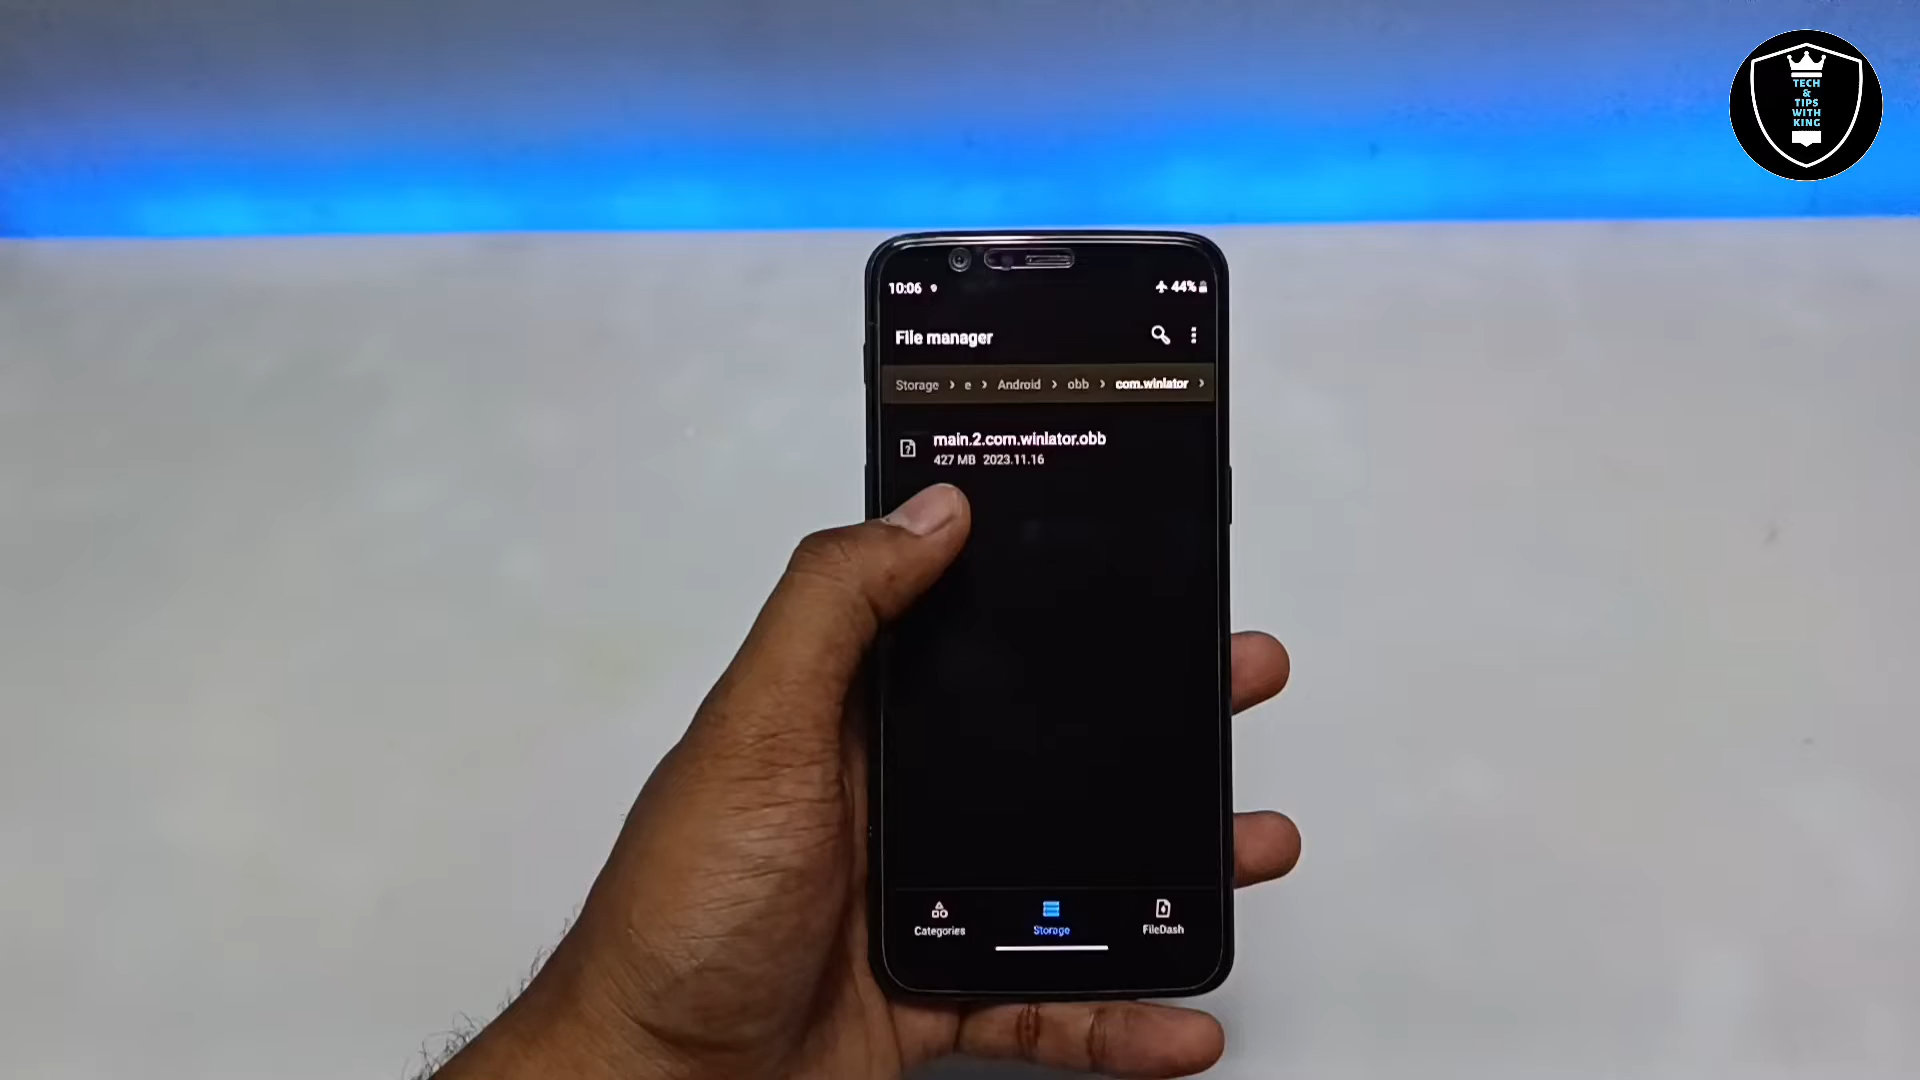 TECH
&
TIPS
WITH
KING
10:06 44%
File manager
Storage › e › Android › obb › com.winlator ›
main.2.com.winlator.obb
427 MB 2023.11.16
Categories Storage FileDash